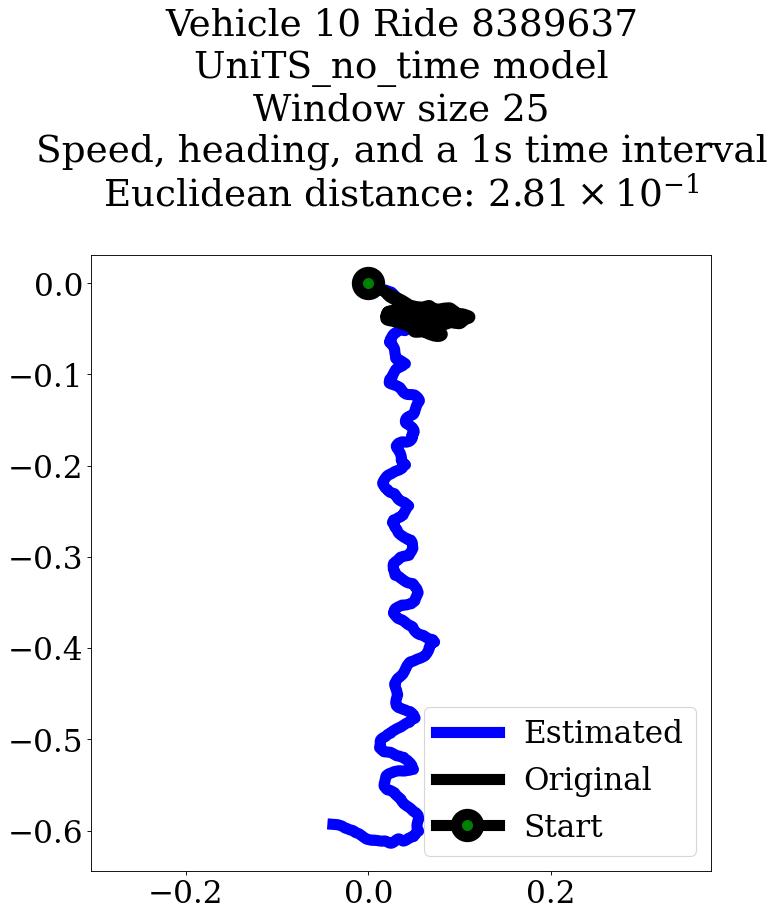 Vehicle 10 Ride 8389637
UniTS_no_time model
Window size 25
Speed, heading, and a 1s time interval
Euclidean distance: 2.81 × 10⁻¹
0.0
−0.1
−0.2
−0.3
−0.4
−0.5
−0.6
Estimated
Original
Start
−0.2 0.0 0.2